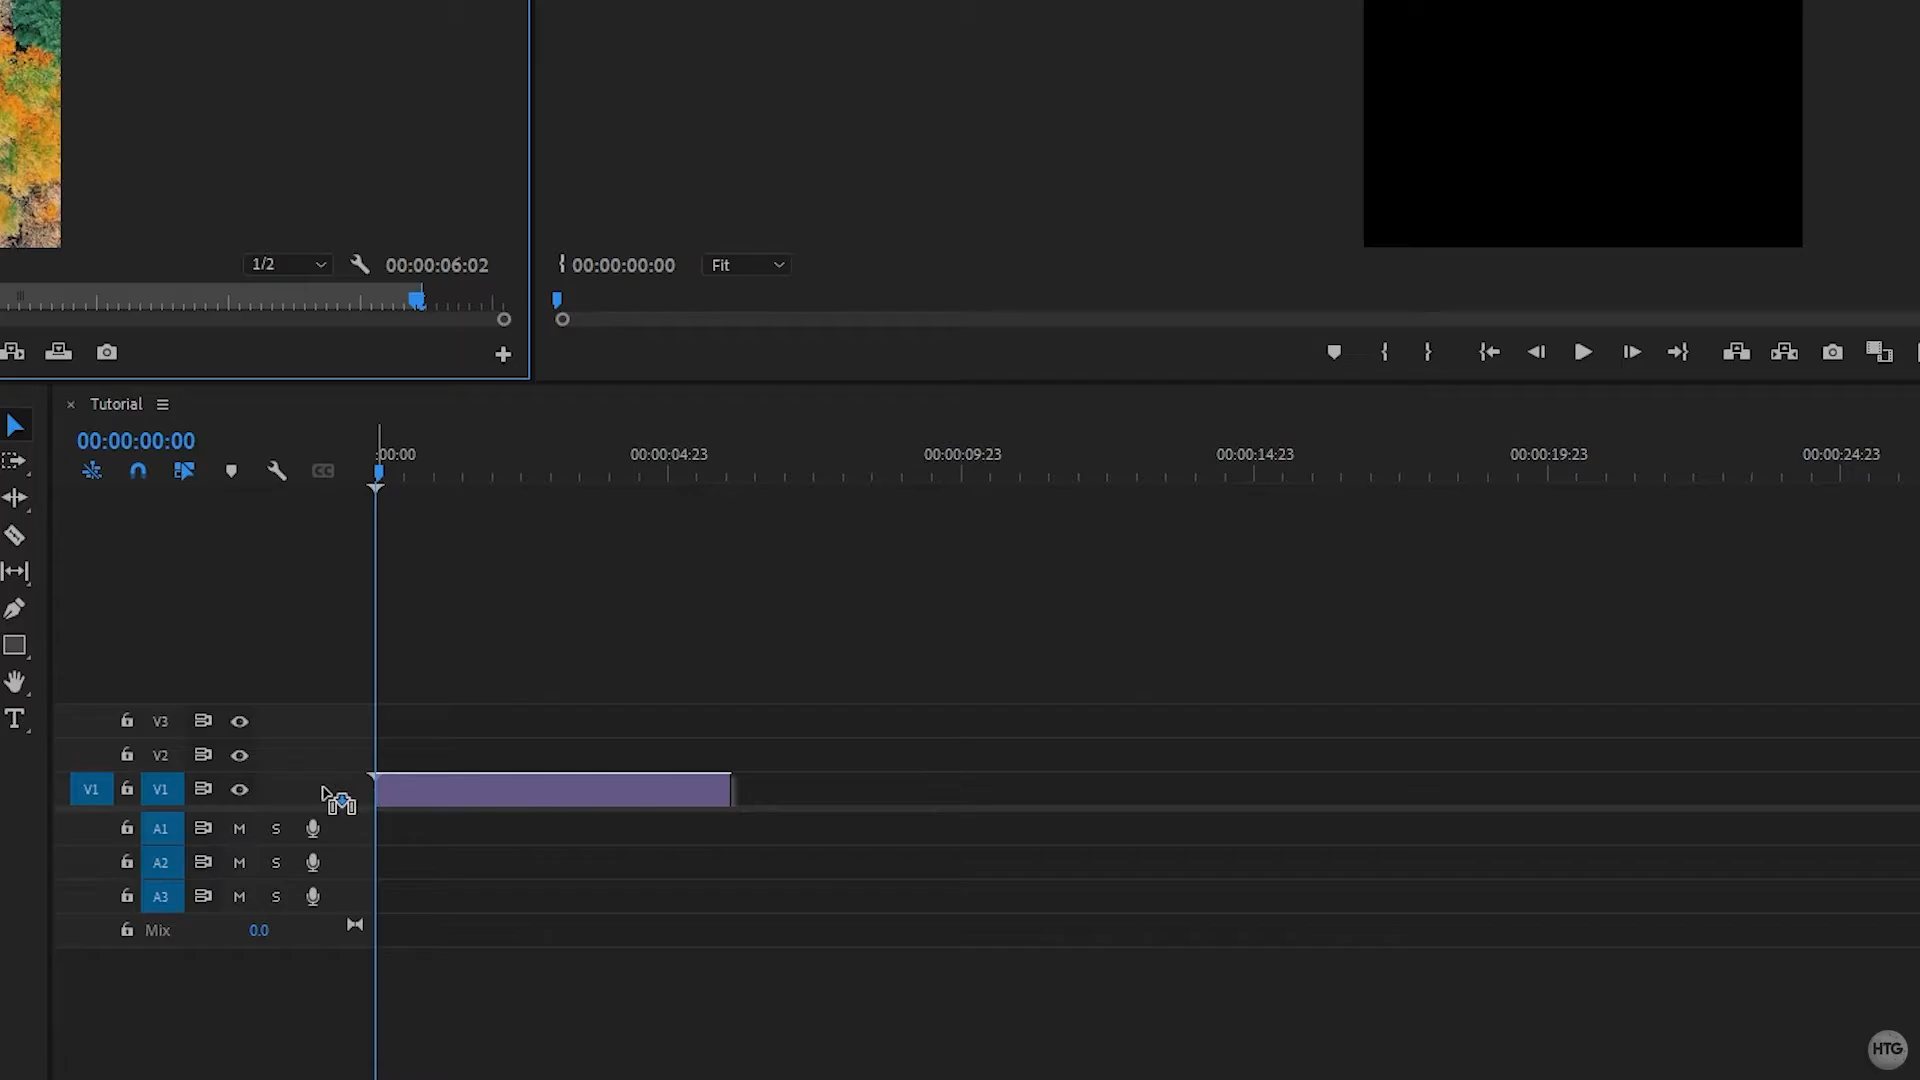 1/2
00:00:06:02
00:00:00:00
Fit
Tutorial
00:00:00:00
CC
:00:00
00:00:04:23
00:00:09:23
00:00:14:23
00:00:19:23
00:00:24:23
V3
V2
V1 V1
A1 M S
A2 M S
A3 M S
Mix 0.0
T
HTG